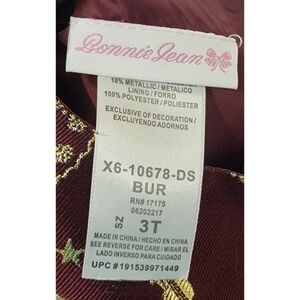 Bonnie Jean
18% METALLIC / METALICO
LINING / FORRO
100% POLYESTER / POLIESTER
EXCLUSIVE OF DECORATION /
EXCLUYENDO ADORNOS
X6-10678-DS
BUR
RN# 17175
06202217
SZ 3T
MADE IN CHINA / HECHO EN CHINA
SEE REVERSE FOR CARE / MIRAR EL
LADO INVERSO PARA CUIDADO
UPC # 191539971449